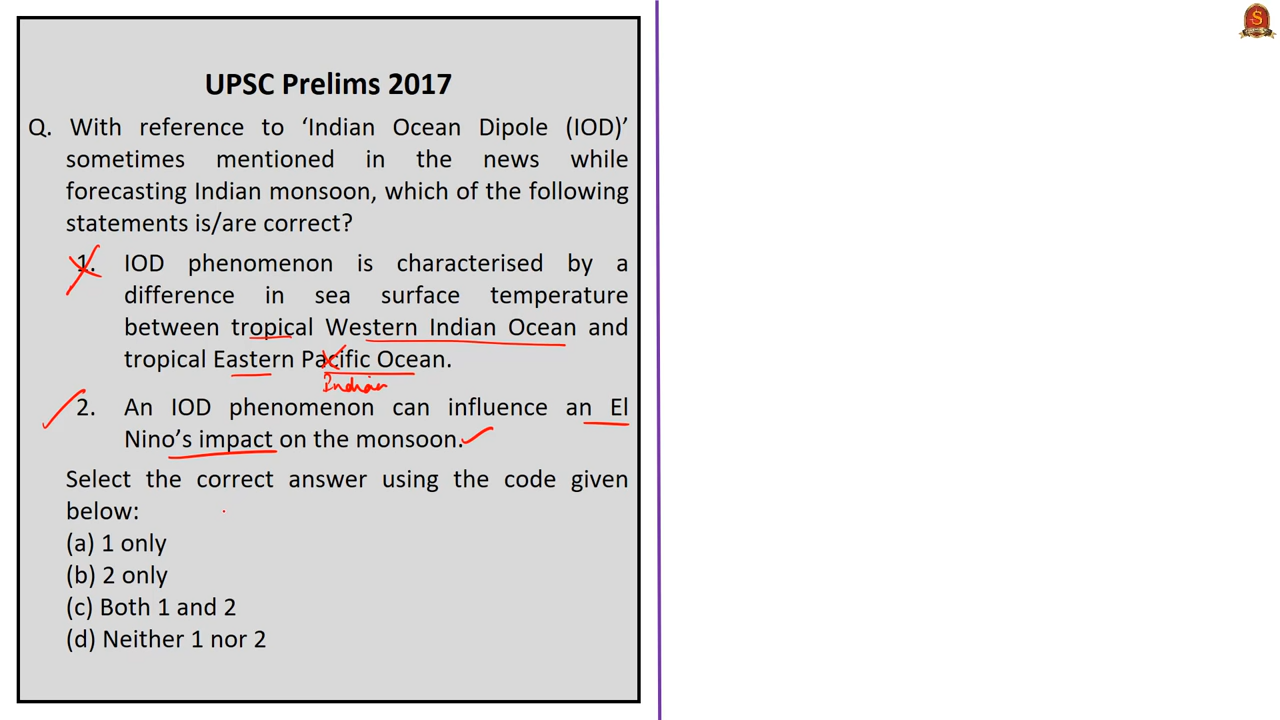 UPSC Prelims 2017
Q. With reference to ‘Indian Ocean Dipole (IOD)’
sometimes mentioned in the news while
forecasting Indian monsoon, which of the following
statements is/are correct?
1. IOD phenomenon is characterised by a
difference in sea surface temperature
between tropical Western Indian Ocean and
tropical Eastern Pacific Ocean.
Indian
2. An IOD phenomenon can influence an El
Nino’s impact on the monsoon.
Select the correct answer using the code given
below:
(a) 1 only
(b) 2 only
(c) Both 1 and 2
(d) Neither 1 nor 2
S